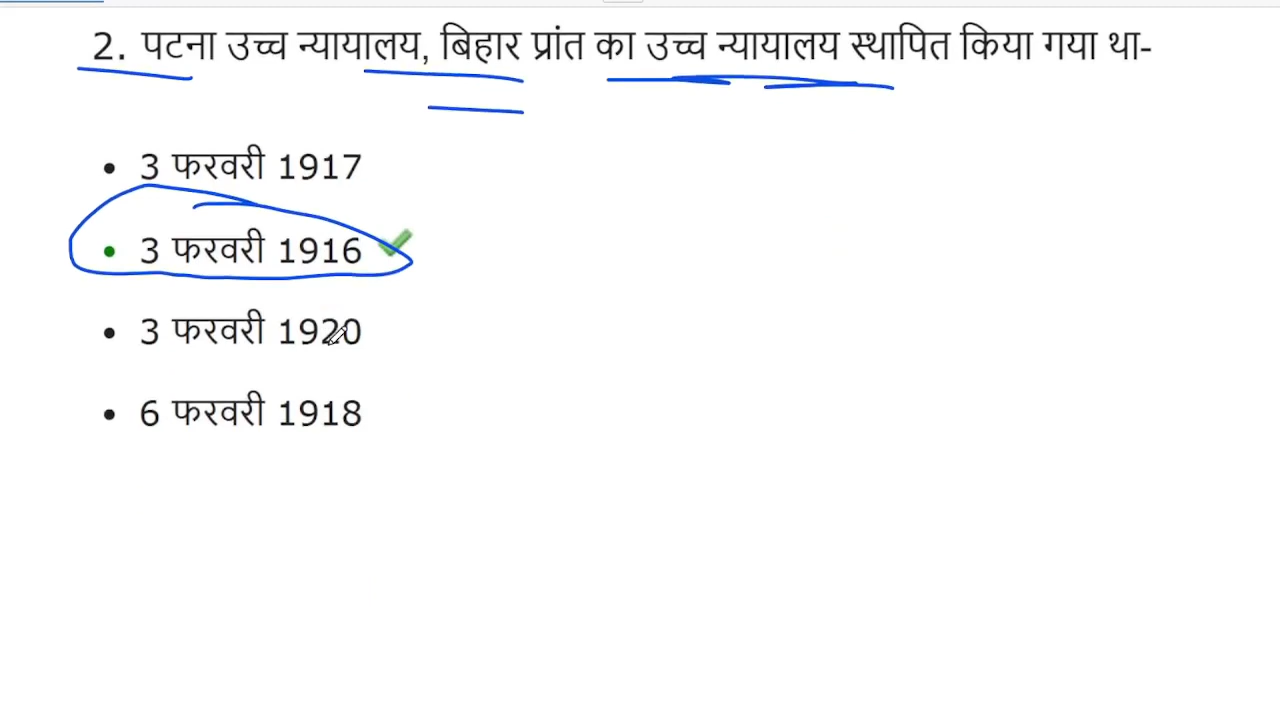 2. पटना उच्च न्यायालय, बिहार प्रांत का उच्च न्यायालय स्थापित किया गया था-
• 3 फरवरी 1917
• 3 फरवरी 1916
• 3 फरवरी 1920
• 6 फरवरी 1918